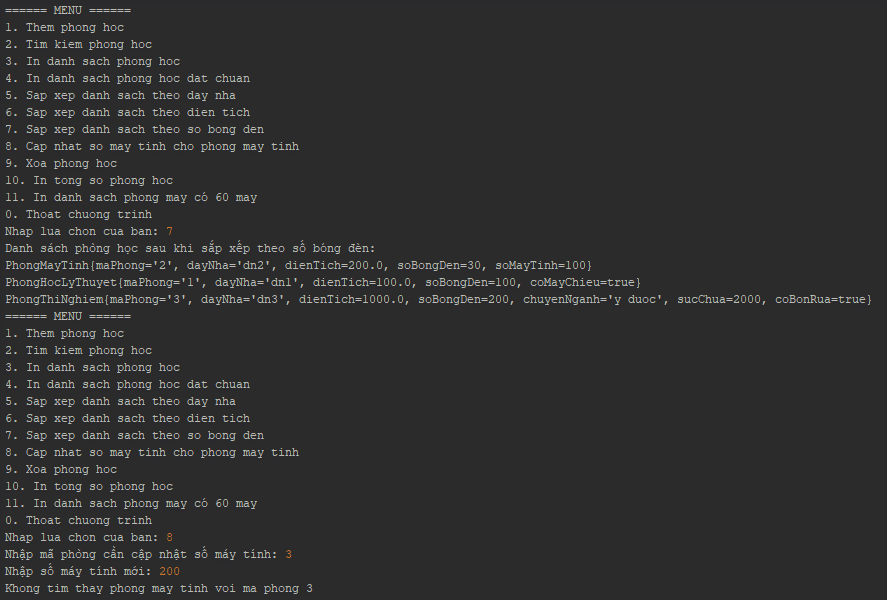 ====== MENU ======
1. Them phong hoc
2. Tim kiem phong hoc
3. In danh sach phong hoc
4. In danh sach phong hoc dat chuan
5. Sap xep danh sach theo day nha
6. Sap xep danh sach theo dien tich
7. Sap xep danh sach theo so bong den
8. Cap nhat so may tinh cho phong may tinh
9. Xoa phong hoc
10. In tong so phong hoc
11. In danh sach phong may có 60 may
0. Thoat chuong trinh
Nhap lua chon cua ban: 7
Danh sách phòng học sau khi sắp xếp theo số bóng đèn:
PhongMayTinh{maPhong='2', dayNha='dn2', dienTich=200.0, soBongDen=30, soMayTinh=100}
PhongHocLyThuyet{maPhong='1', dayNha='dn1', dienTich=100.0, soBongDen=100, coMayChieu=true}
PhongThiNghiem{maPhong='3', dayNha='dn3', dienTich=1000.0, soBongDen=200, chuyenNganh='y duoc', sucChua=2000, coBonRua=true}
====== MENU ======
1. Them phong hoc
2. Tim kiem phong hoc
3. In danh sach phong hoc
4. In danh sach phong hoc dat chuan
5. Sap xep danh sach theo day nha
6. Sap xep danh sach theo dien tich
7. Sap xep danh sach theo so bong den
8. Cap nhat so may tinh cho phong may tinh
9. Xoa phong hoc
10. In tong so phong hoc
11. In danh sach phong may có 60 may
0. Thoat chuong trinh
Nhap lua chon cua ban: 8
Nhập mã phòng cần cập nhật số máy tính: 3
Nhập số máy tính mới: 200
Khong tim thay phong may tinh voi ma phong 3